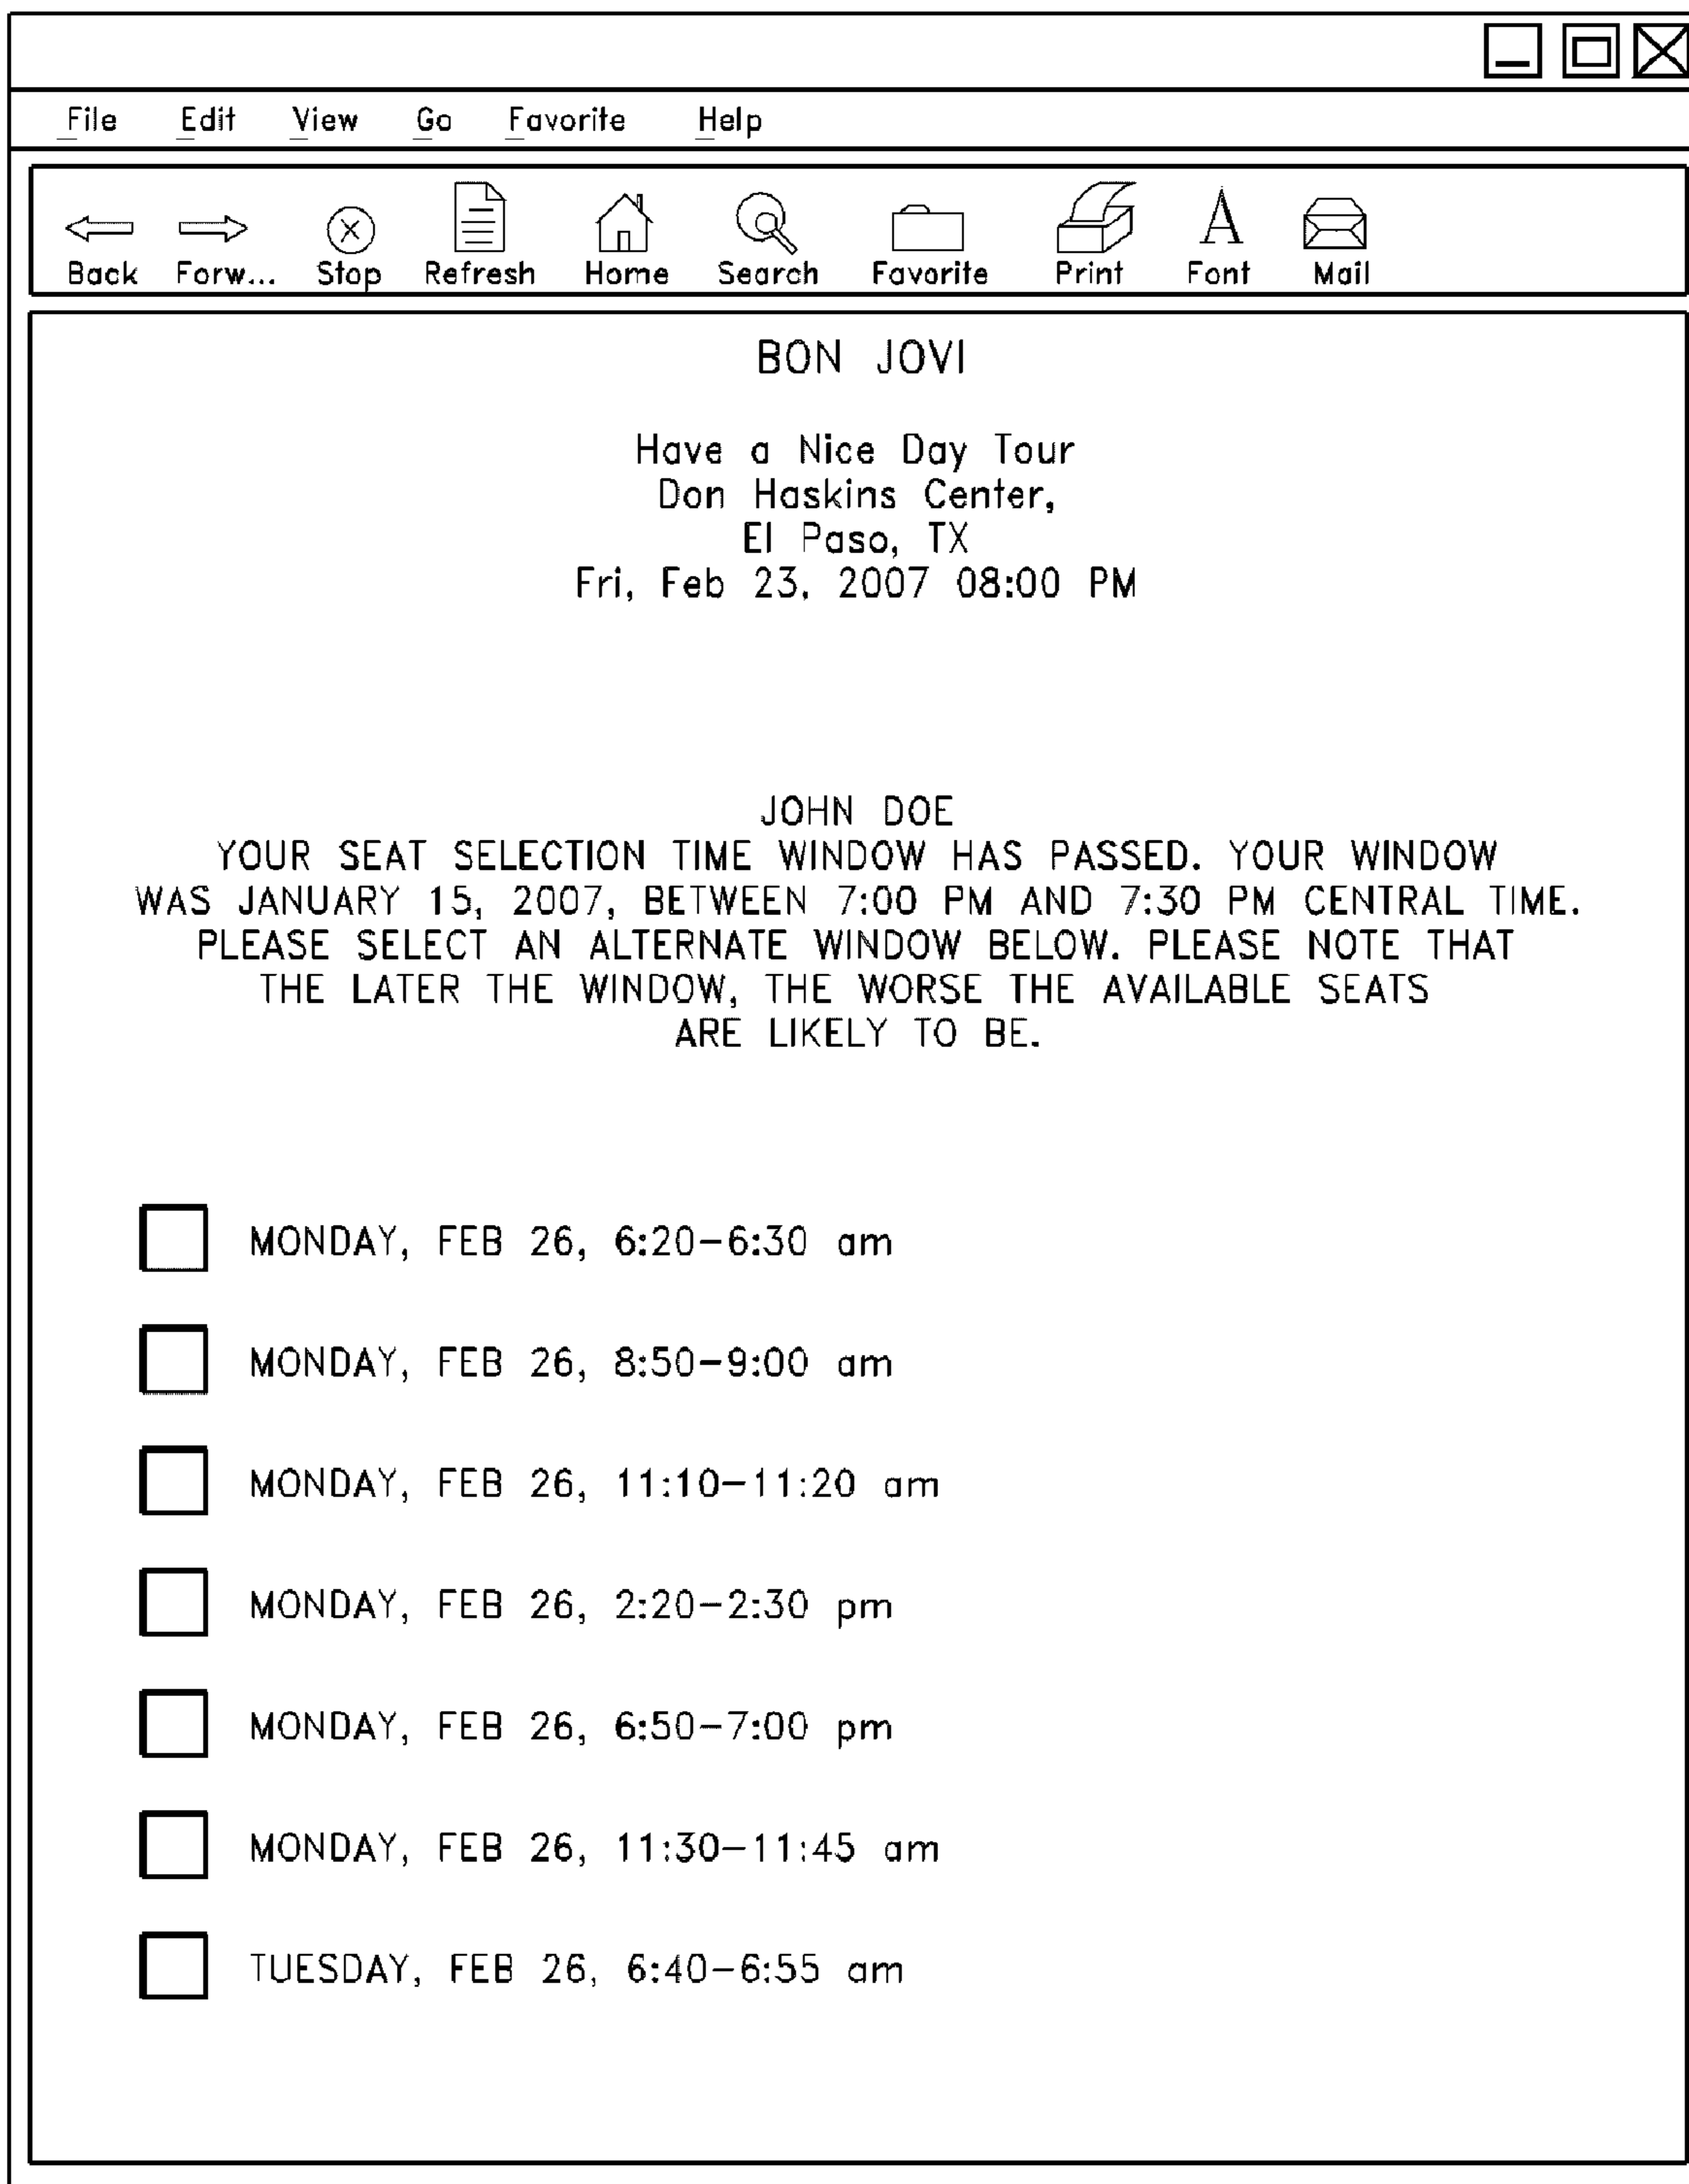 File Edit View Go Favorite Help
Back Forw... Stop Refresh Home Search Favorite Print Font Mail
BON JOVI
Have a Nice Day Tour
Don Haskins Center,
El Paso, TX
Fri, Feb 23, 2007 08:00 PM
JOHN DOE
YOUR SEAT SELECTION TIME WINDOW HAS PASSED. YOUR WINDOW
WAS JANUARY 15, 2007, BETWEEN 7:00 PM AND 7:30 PM CENTRAL TIME.
PLEASE SELECT AN ALTERNATE WINDOW BELOW. PLEASE NOTE THAT
THE LATER THE WINDOW, THE WORSE THE AVAILABLE SEATS
ARE LIKELY TO BE.
MONDAY, FEB 26, 6:20-6:30 am
MONDAY, FEB 26, 8:50-9:00 am
MONDAY, FEB 26, 11:10-11:20 am
MONDAY, FEB 26, 2:20-2:30 pm
MONDAY, FEB 26, 6:50-7:00 pm
MONDAY, FEB 26, 11:30-11:45 am
TUESDAY, FEB 26, 6:40-6:55 am